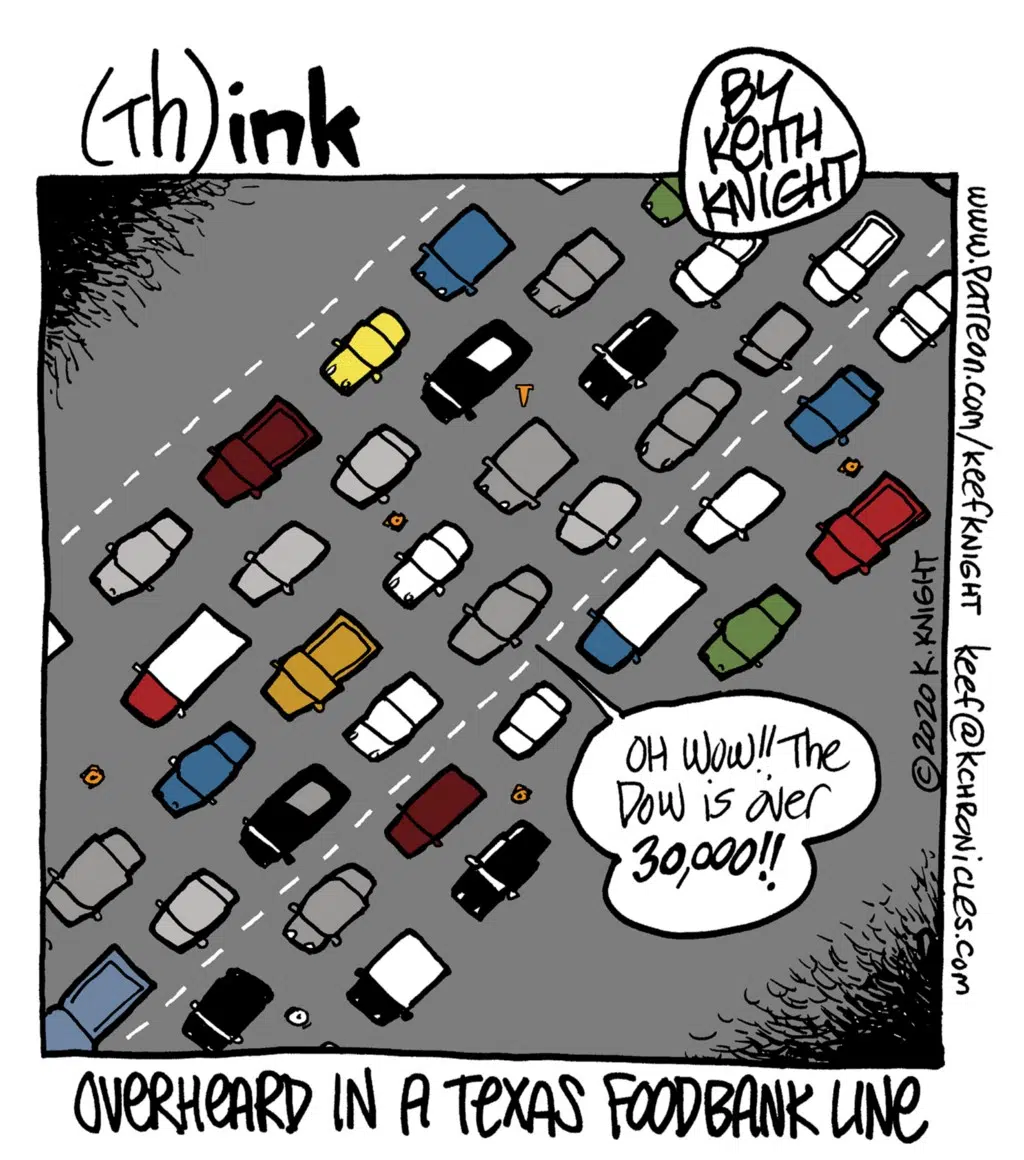 (Th)ink
BY
KEITH
KNIGHT
OH WOW!! The
DOW is over
30,000!!
©2020 K. KNIGHT
www.patreon.com/keefknight keef@kchronicles.com
OVERHEARD IN A TEXAS FOODBANK LINE